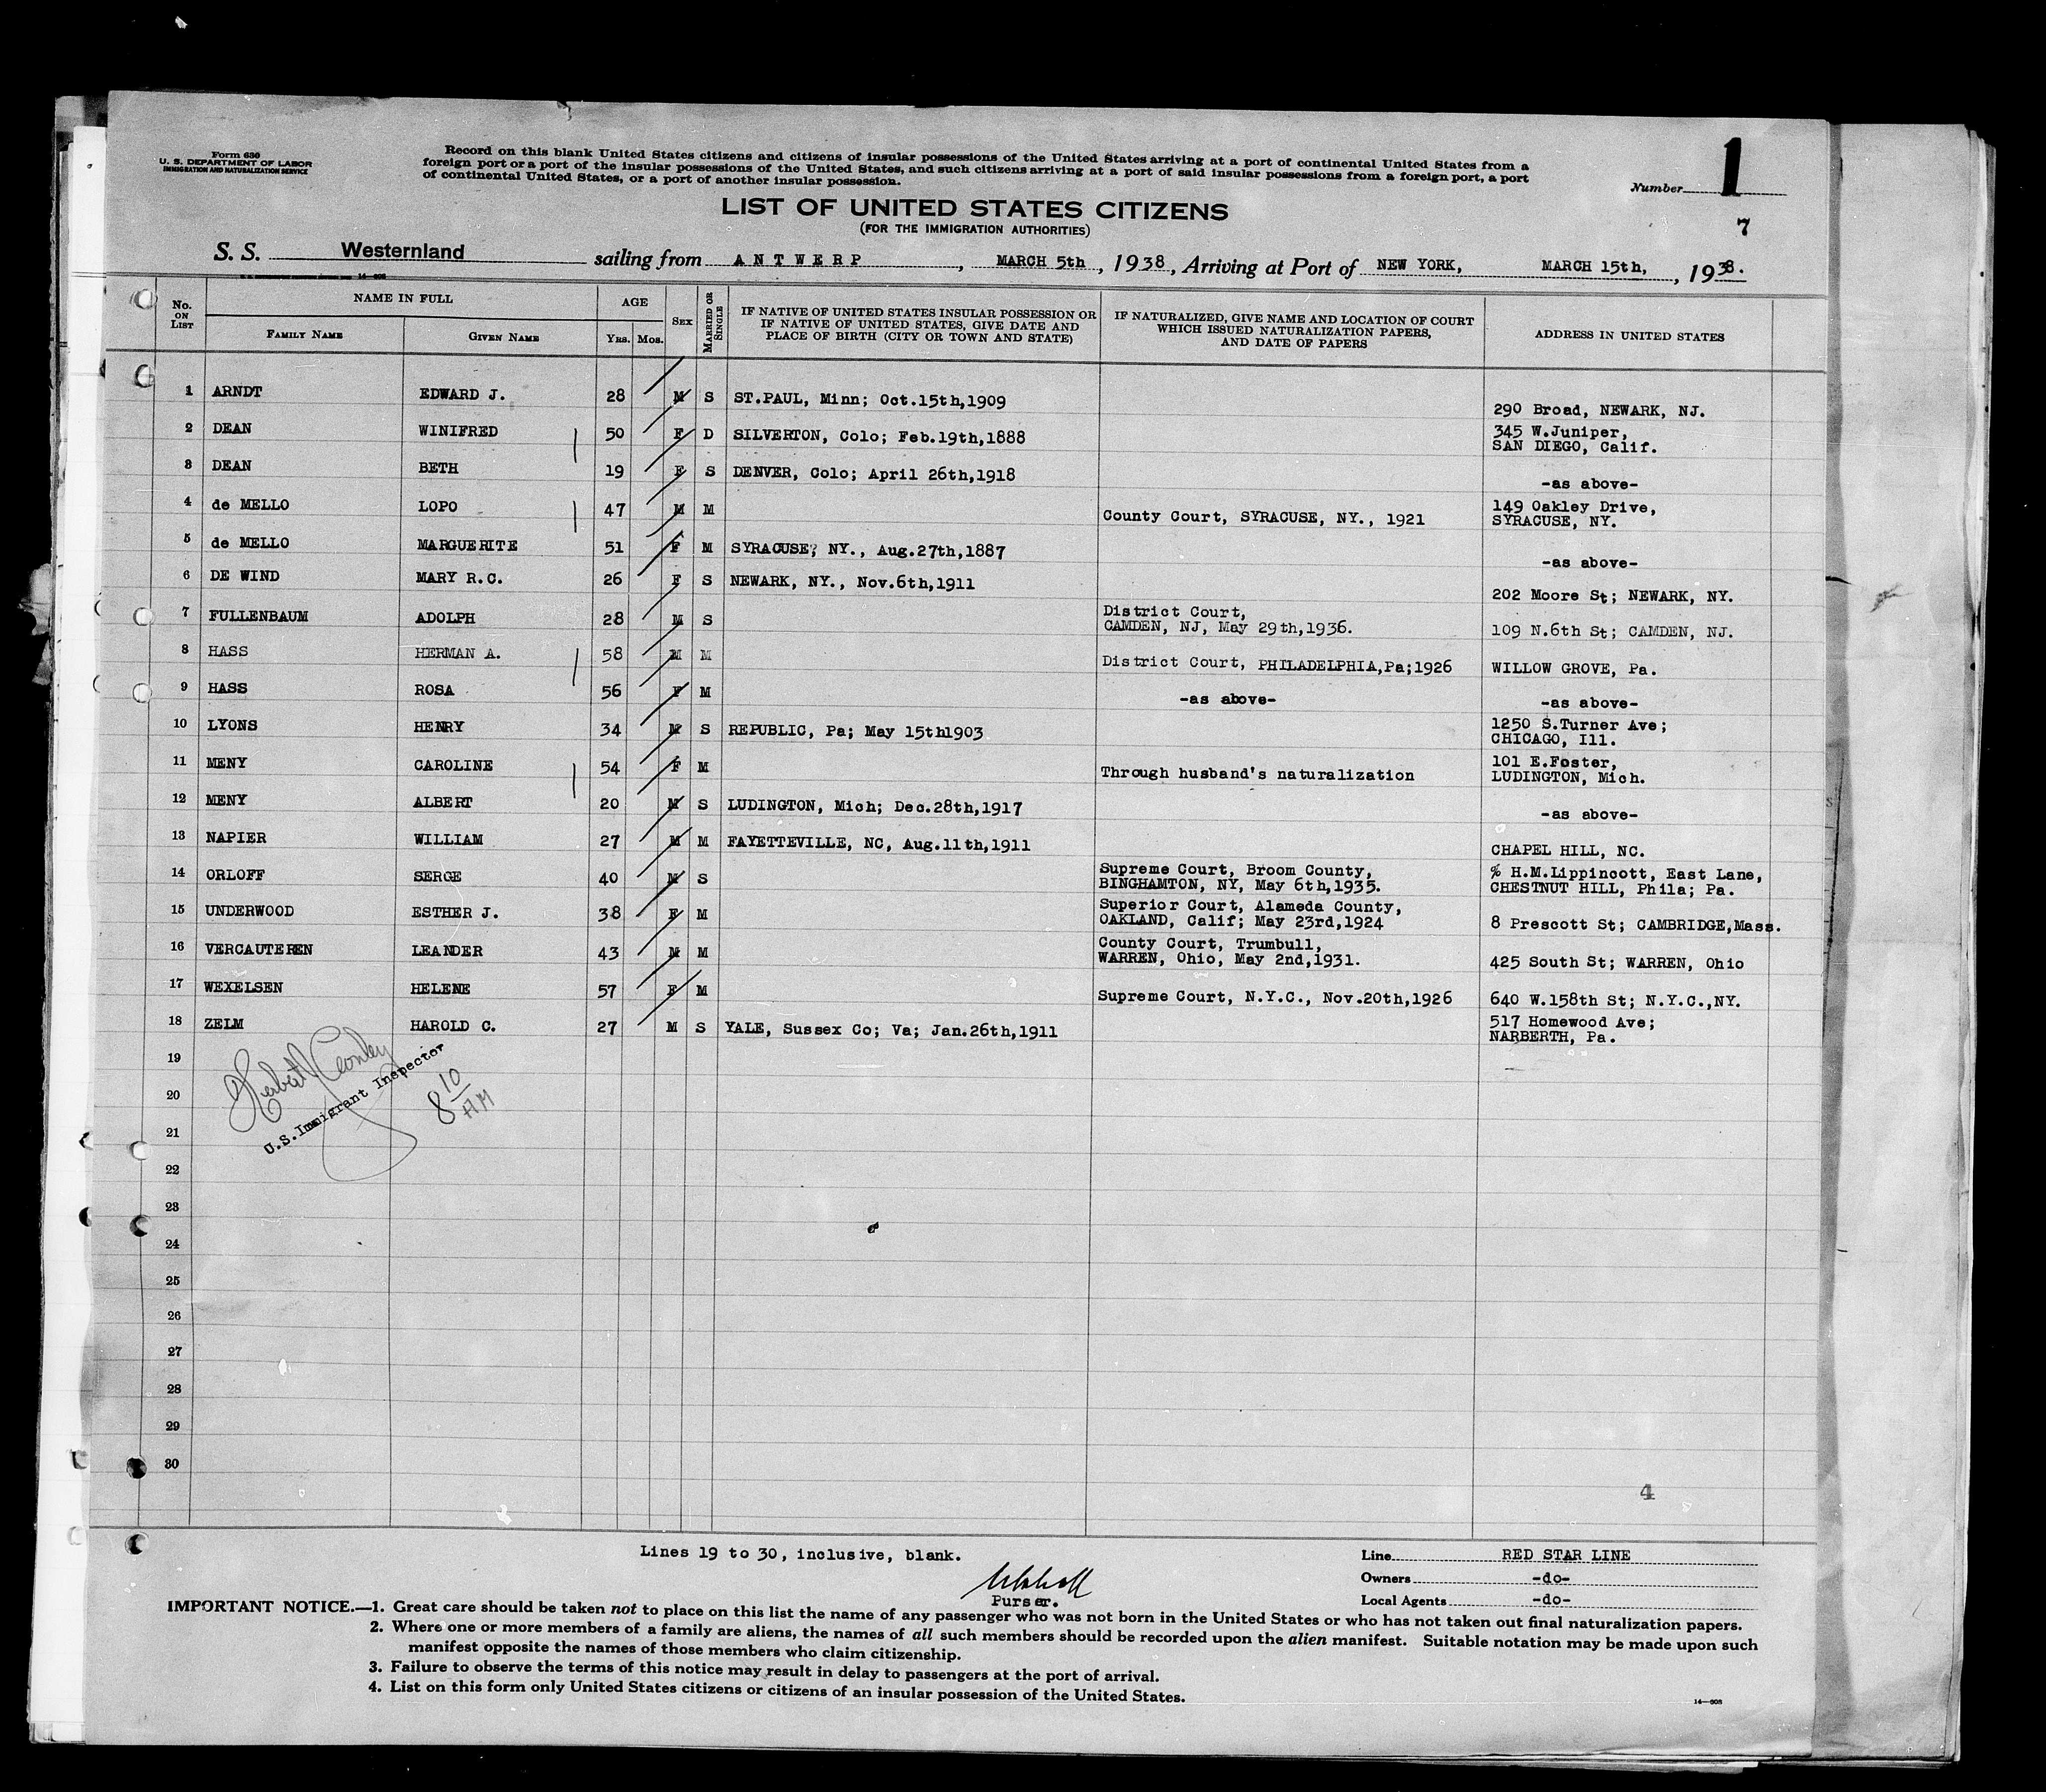 Form 630
U. S. DEPARTMENT OF LABOR
IMMIGRATION AND NATURALIZATION SERVICE
Record on this blank United States citizens and citizens of insular possessions of the United States arriving at a port of continental United States from a
foreign port or a port of the insular possessions of the United States, and such citizens arriving at a port of said insular possessions from a foreign port, a port
of continental United States, or a port of another insular possession.
Number 1
7
LIST OF UNITED STATES CITIZENS
(FOR THE IMMIGRATION AUTHORITIES)
S. S. Westernland sailing from ANTWERP, MARCH 5th, 1938, Arriving at Port of NEW YORK, MARCH 15th, 1938.
No. ON LIST | NAME IN FULL | AGE | SEX | MARRIED OR SINGLE | IF NATIVE OF UNITED STATES INSULAR POSSESSION OR IF NATIVE OF UNITED STATES, GIVE DATE AND PLACE OF BIRTH (CITY OR TOWN AND STATE) | IF NATURALIZED, GIVE NAME AND LOCATION OF COURT WHICH ISSUED NATURALIZATION PAPERS, AND DATE OF PAPERS | ADDRESS IN UNITED STATES
FAMILY NAME | GIVEN NAME | YRS. | MOS.
1 ARNDT EDWARD J. 28 M S ST.PAUL, Minn; Oct.15th,1909 290 Broad, NEWARK, NJ.
2 DEAN WINIFRED 50 F D SILVERTON, Colo; Feb.19th,1888 345 W.Juniper, SAN DIEGO, Calif.
3 DEAN BETH 19 F S DENVER, Colo; April 26th,1918 -as above-
4 de MELLO LOPO 47 M M County Court, SYRACUSE, NY., 1921 149 Oakley Drive, SYRACUSE, NY.
5 de MELLO MARGUERITE 51 F M SYRACUSE, NY., Aug.27th,1887 -as above-
6 DE WIND MARY R.C. 26 F S NEWARK, NY., Nov.6th,1911 202 Moore St; NEWARK, NY.
7 FULLENBAUM ADOLPH 28 M S District Court, CAMDEN, NJ, May 29th,1936. 109 N.6th St; CAMDEN, NJ.
8 HASS HERMAN A. 58 M M District Court, PHILADELPHIA,Pa;1926 WILLOW GROVE, Pa.
9 HASS ROSA 56 F M -as above- -as above-
10 LYONS HENRY 34 M S REPUBLIC, Pa; May 15th1903 1250 S.Turner Ave; CHICAGO, Ill.
11 MENY CAROLINE 54 F M Through husband's naturalization 101 E.Foster, LUDINGTON, Mich.
12 MENY ALBERT 20 M S LUDINGTON, Mich; Dec.28th,1917 -as above-
13 NAPIER WILLIAM 27 M M FAYETTEVILLE, NC, Aug.11th,1911 CHAPEL HILL, NC.
14 ORLOFF SERGE 40 M S Supreme Court, Broom County, BINGHAMTON, NY, May 6th,1935. % H.M.Lippincott, East Lane, CHESTNUT HILL, Phila; Pa.
15 UNDERWOOD ESTHER J. 38 F M Superior Court, Alameda County, OAKLAND, Calif; May 23rd,1924 8 Prescott St; CAMBRIDGE,Mass.
16 VERCAUTEREN LEANDER 43 M M County Court, Trumbull, WARREN, Ohio, May 2nd,1931. 425 South St; WARREN, Ohio
17 WEXELSEN HELENE 57 F M Supreme Court, N.Y.C., Nov.20th,1926 640 W.158th St; N.Y.C.,NY.
18 ZELM HAROLD C. 27 M S YALE, Sussex Co; Va; Jan.26th,1911 517 Homewood Ave; NARBERTH, Pa.
19
U.S. Immigrant Inspector
8 10 AM
20
21
22
23
24
25
26
27
28
29
30
4
Lines 19 to 30, inclusive, blank.
Purser.
Line RED STAR LINE
Owners -do-
Local Agents -do-
IMPORTANT NOTICE.—1. Great care should be taken not to place on this list the name of any passenger who was not born in the United States or who has not taken out final naturalization papers.
2. Where one or more members of a family are aliens, the names of all such members should be recorded upon the alien manifest. Suitable notation may be made upon such
manifest opposite the names of those members who claim citizenship.
3. Failure to observe the terms of this notice may result in delay to passengers at the port of arrival.
4. List on this form only United States citizens or citizens of an insular possession of the United States.
14—808